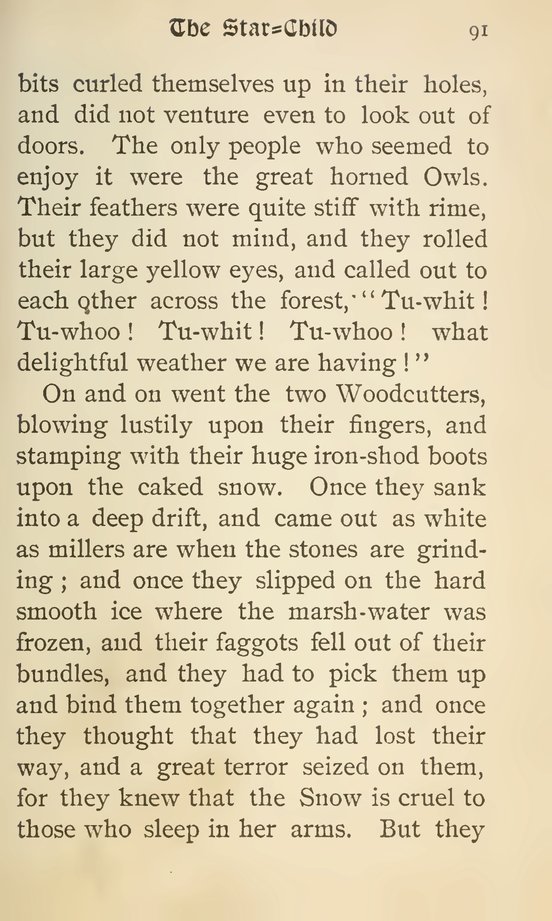 The Star=Child 91
bits curled themselves up in their holes,
and did not venture even to look out of
doors. The only people who seemed to
enjoy it were the great horned Owls.
Their feathers were quite stiff with rime,
but they did not mind, and they rolled
their large yellow eyes, and called out to
each other across the forest, “Tu-whit!
Tu-whoo! Tu-whit! Tu-whoo! what
delightful weather we are having!”
On and on went the two Woodcutters,
blowing lustily upon their fingers, and
stamping with their huge iron-shod boots
upon the caked snow. Once they sank
into a deep drift, and came out as white
as millers are when the stones are grind-
ing; and once they slipped on the hard
smooth ice where the marsh-water was
frozen, and their faggots fell out of their
bundles, and they had to pick them up
and bind them together again; and once
they thought that they had lost their
way, and a great terror seized on them,
for they knew that the Snow is cruel to
those who sleep in her arms. But they